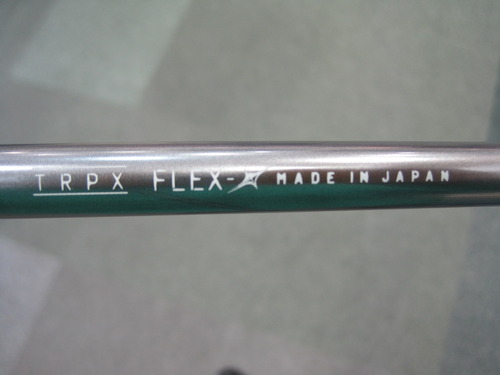 TRPX FLEX-X MADE IN JAPAN